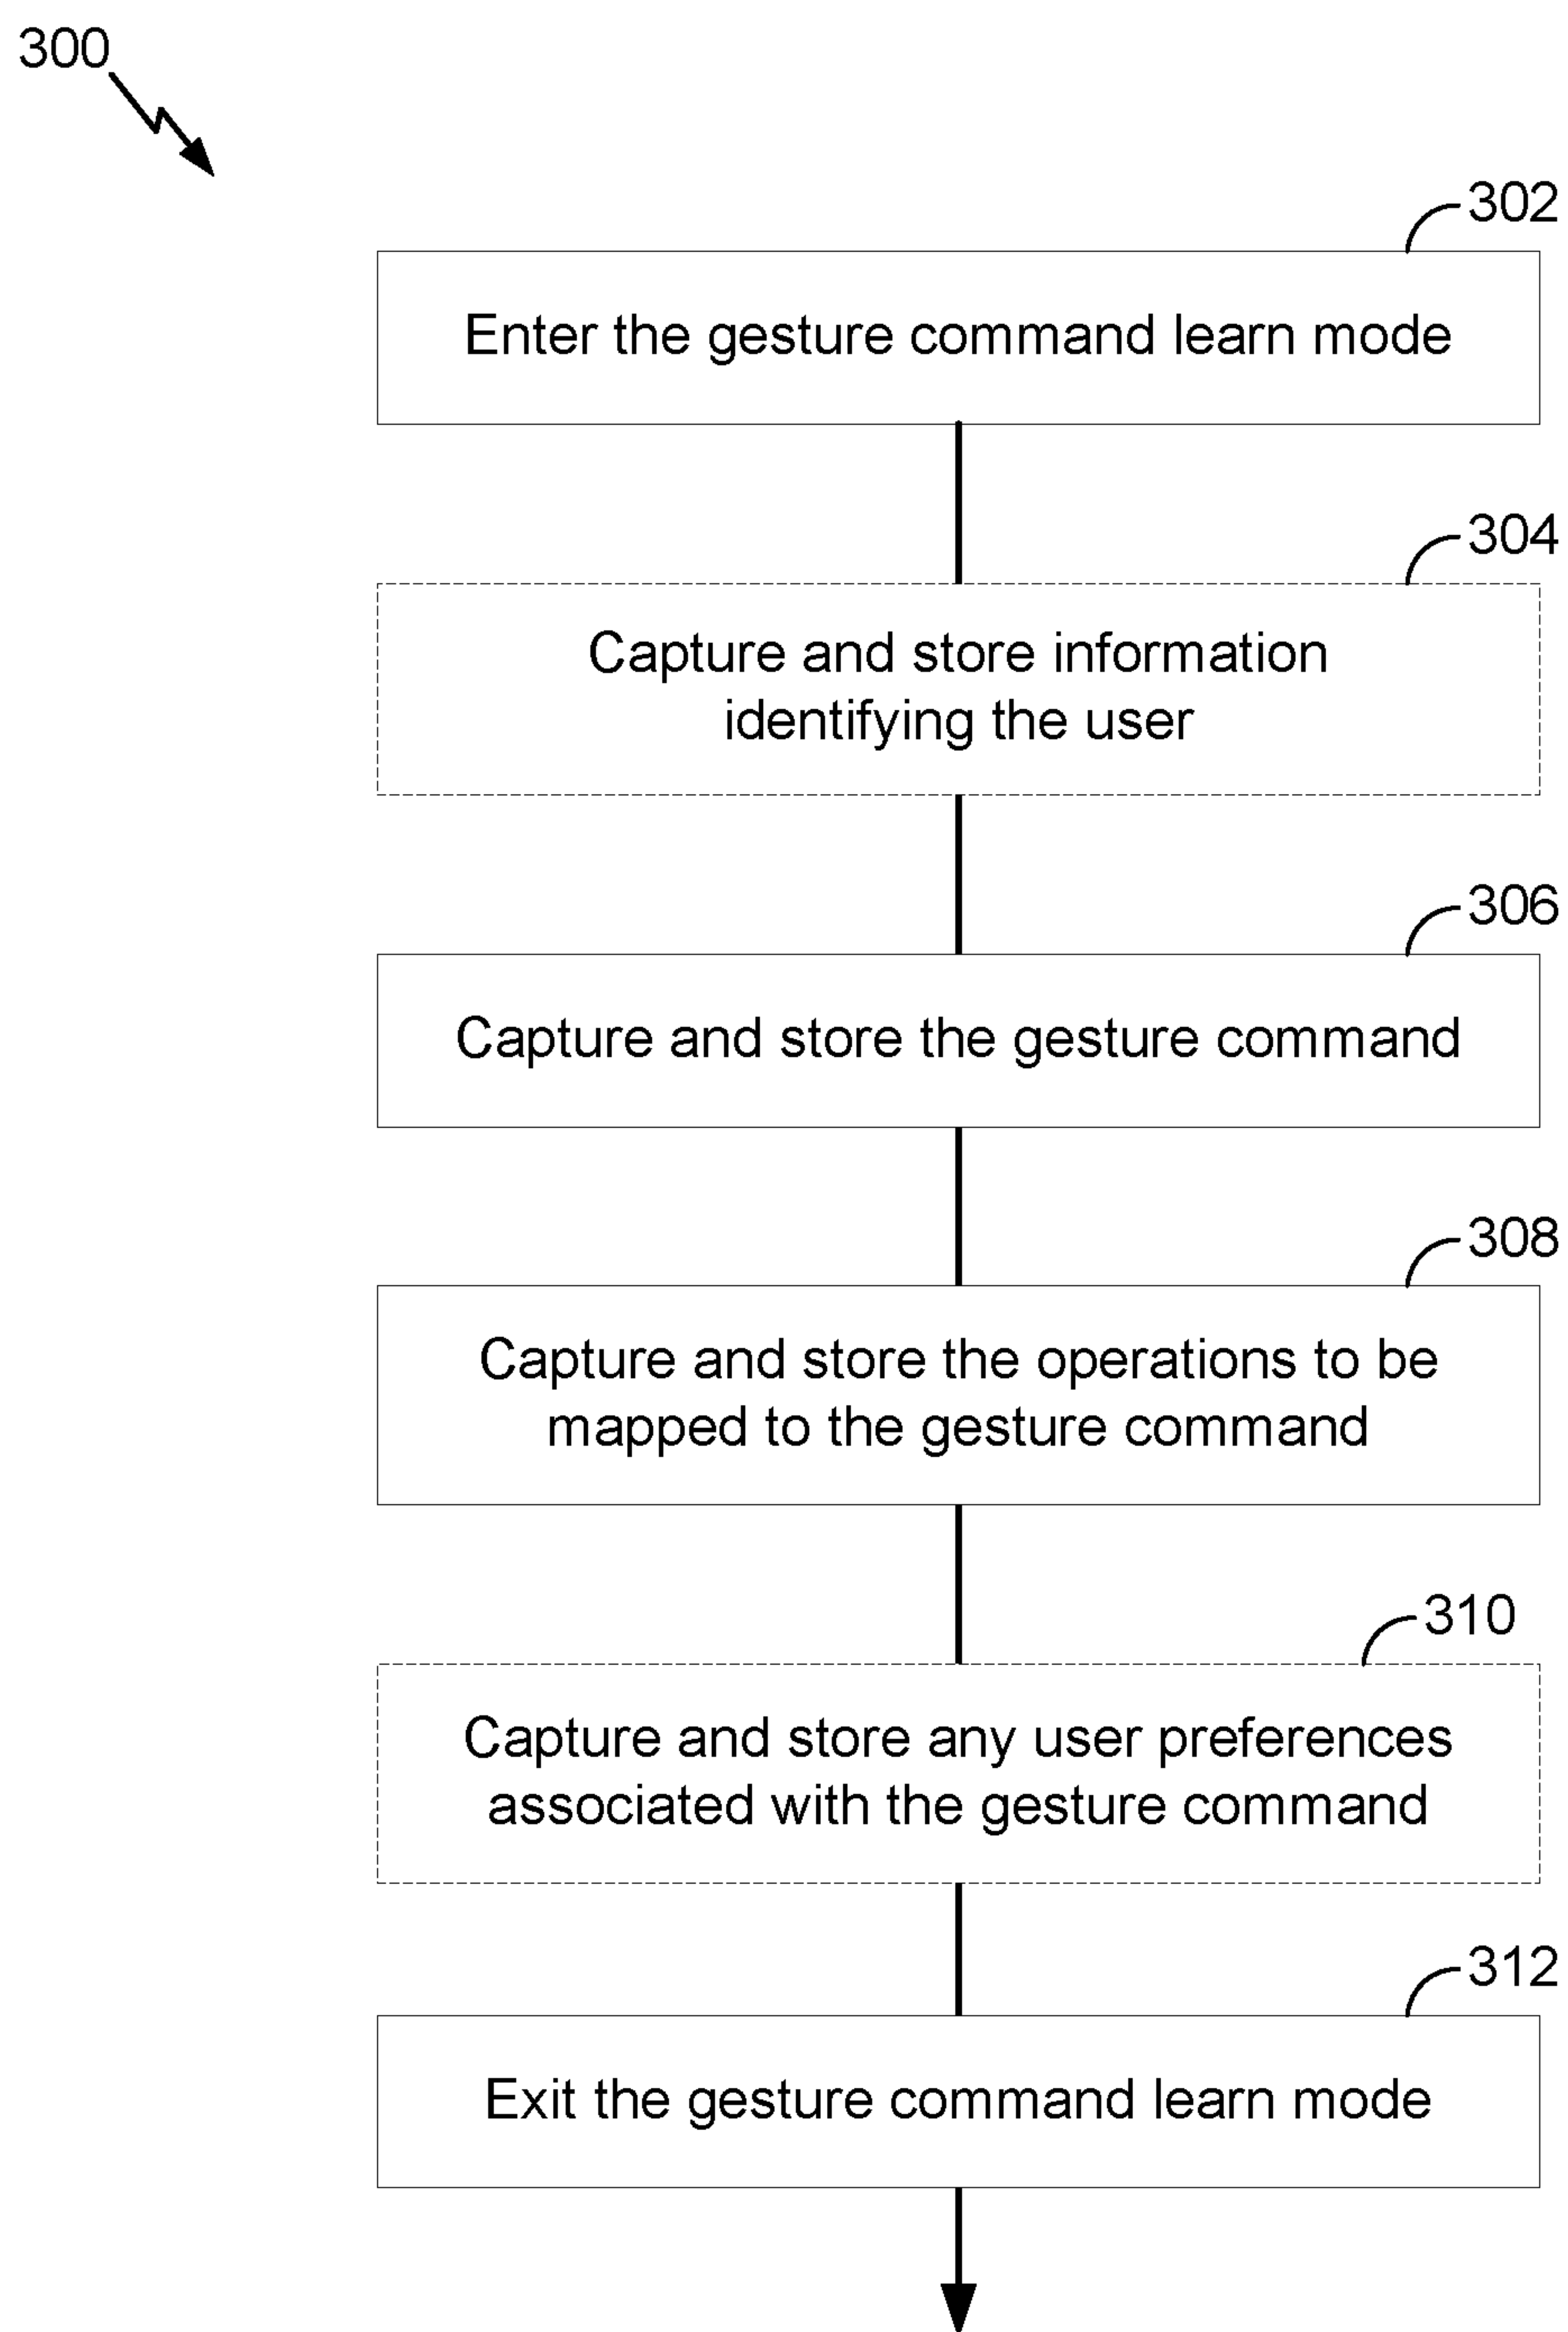 300
302
Enter the gesture command learn mode
304
Capture and store information
identifying the user
306
Capture and store the gesture command
308
Capture and store the operations to be
mapped to the gesture command
310
Capture and store any user preferences
associated with the gesture command
312
Exit the gesture command learn mode